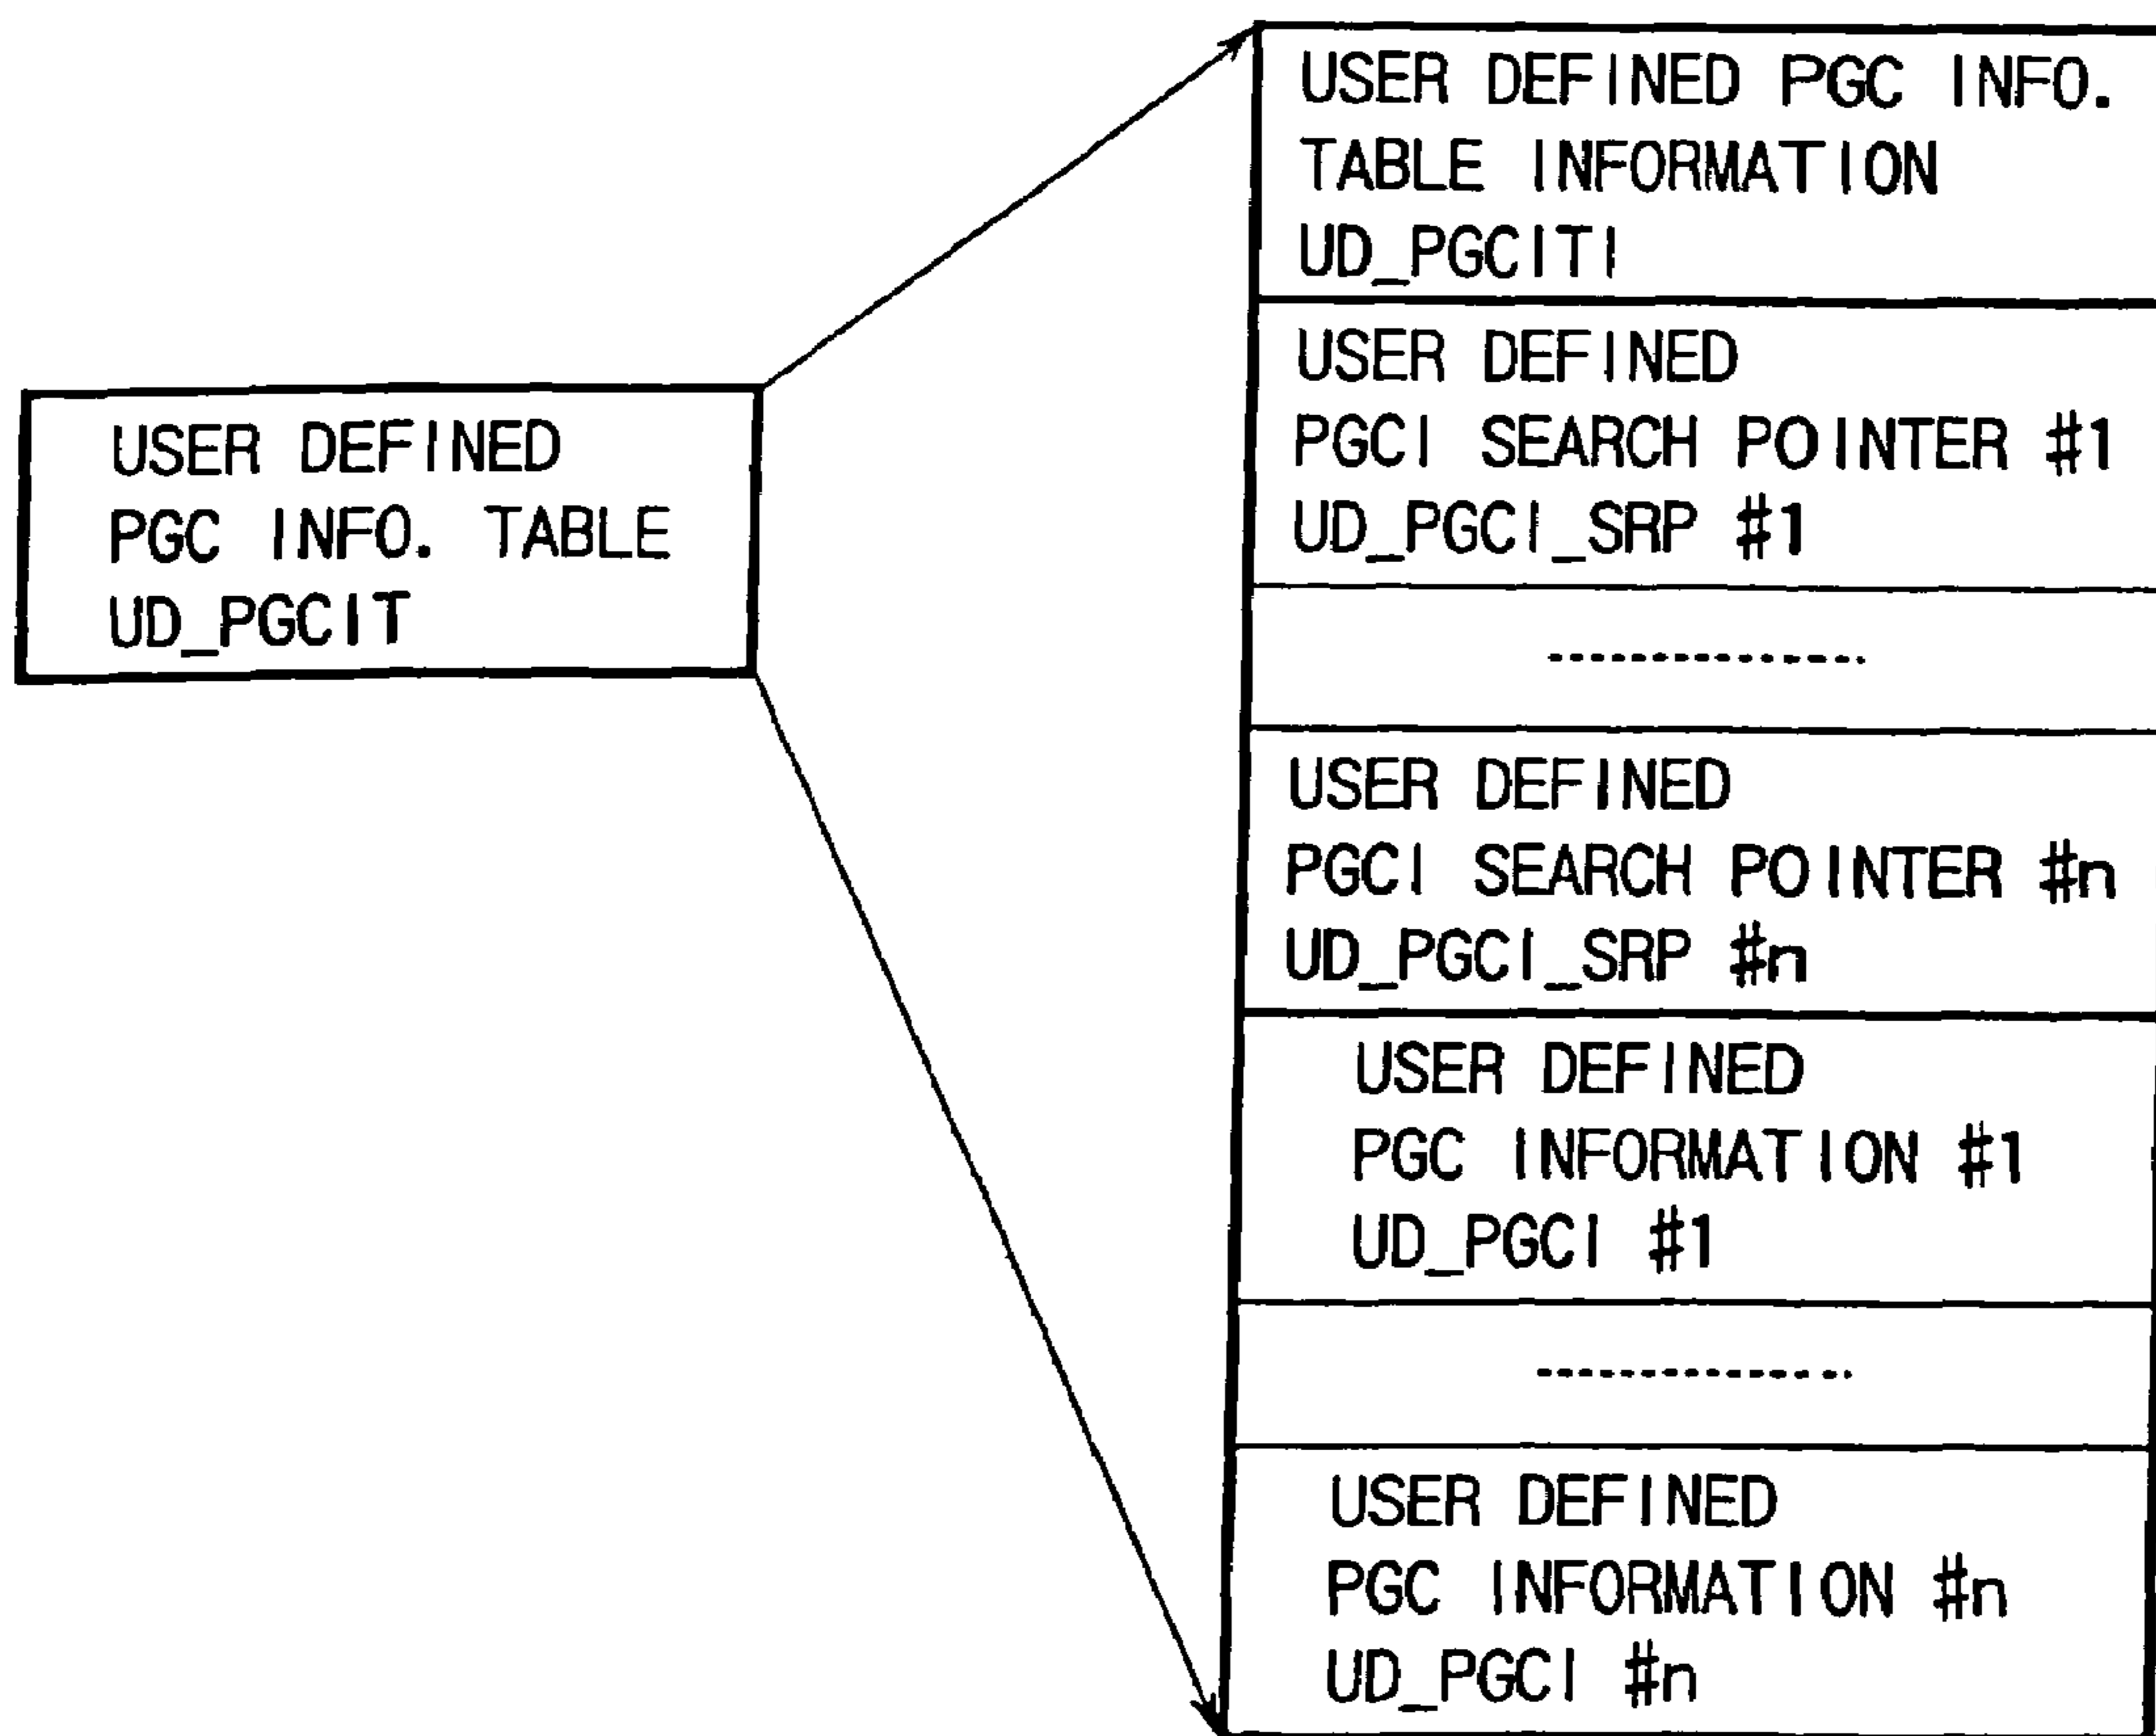 USER DEFINED
PGC INFO. TABLE
UD_PGCIT
USER DEFINED PGC INFO.
TABLE INFORMATION
UD_PGCITI
USER DEFINED
PGCI SEARCH POINTER #1
UD_PGCI_SRP #1
USER DEFINED
PGCI SEARCH POINTER #n
UD_PGCI_SRP #n
USER DEFINED
PGC INFORMATION #1
UD_PGCI #1
USER DEFINED
PGC INFORMATION #n
UD_PGCI #n